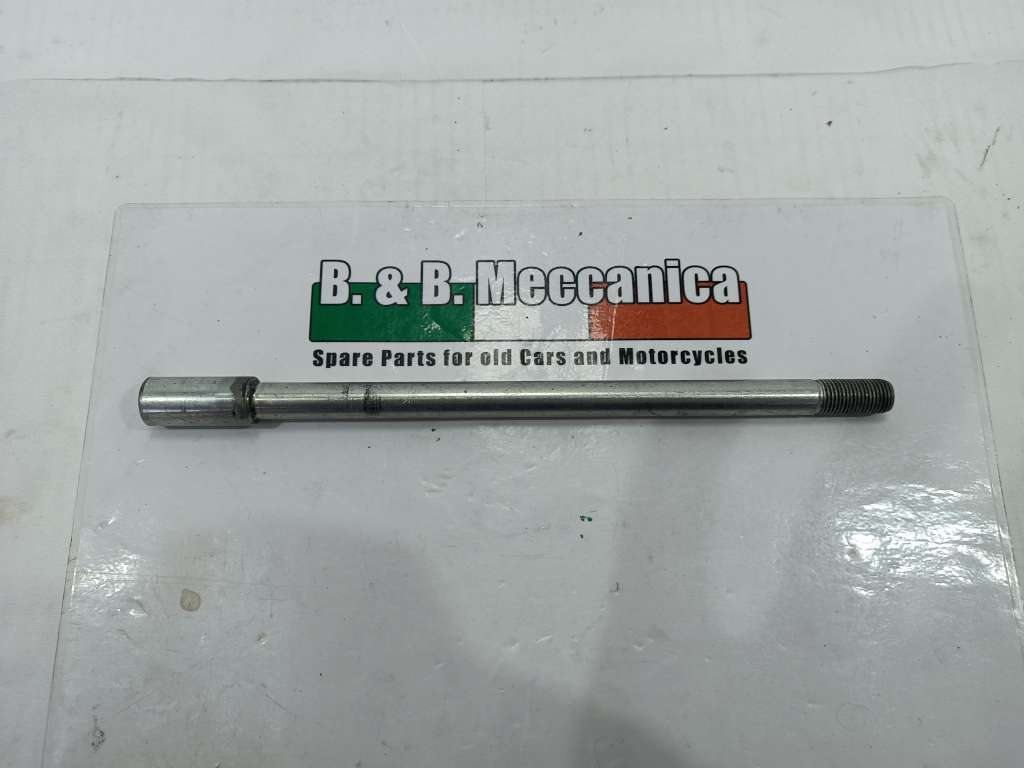 B. & B. Meccanica
Spare Parts for old Cars and Motorcycles